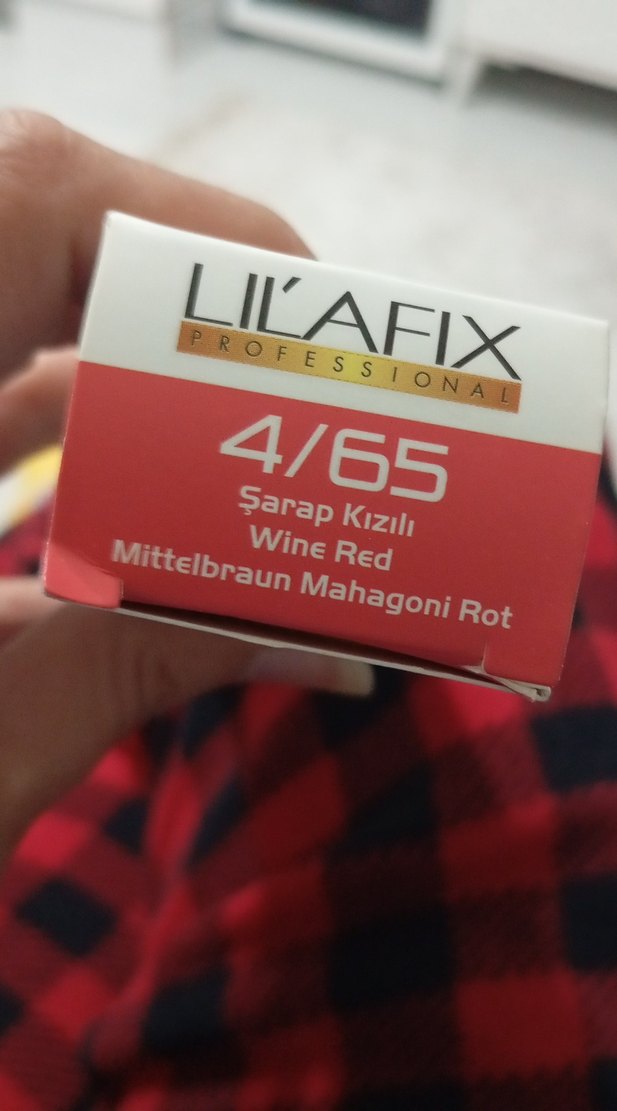 LIL'AFIX
PROFESSIONAL
4/65
Şarap Kızılı
Wine Red
Mittelbraun Mahagoni Rot